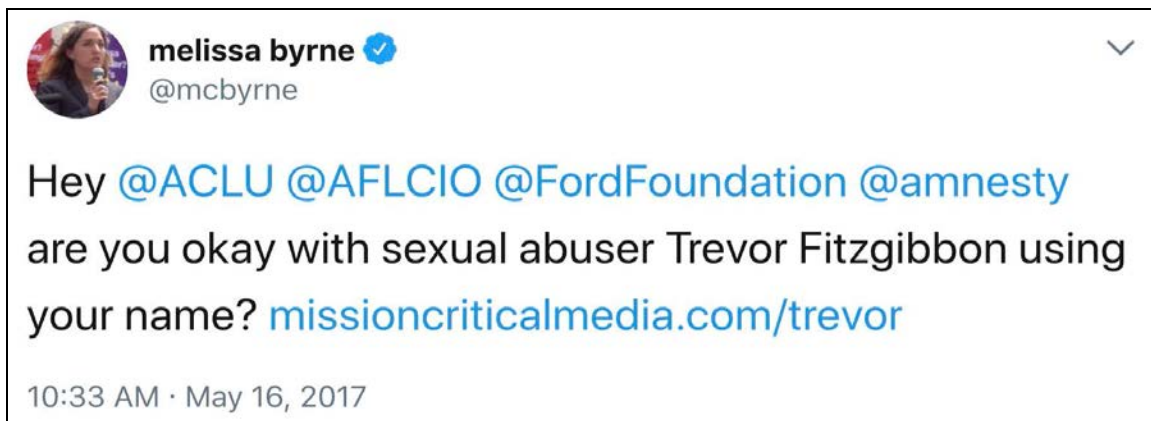 melissa byrne
@mcbyrne
Hey @ACLU @AFLCIO @FordFoundation @amnesty
are you okay with sexual abuser Trevor Fitzgibbon using
your name? missioncriticalmedia.com/trevor
10:33 AM · May 16, 2017